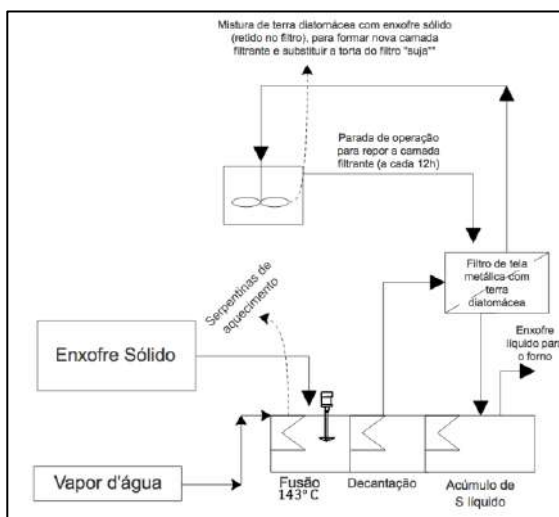 Mistura de terra diatomácea com enxofre sólido
(retido no filtro), para formar nova camada
filtrante e substituir a torta do filtro "suja""
Parada de operação
para repor a camada
filtrante (a cada 12h)
Filtro de tela
metálica com
terra
diatomácea
Serpentinas de
aquecimento
Enxofre
líquido para
o forno
Enxofre Sólido
Vapor d'água
Fusão
143°C
Decantação
Acúmulo de
S líquido